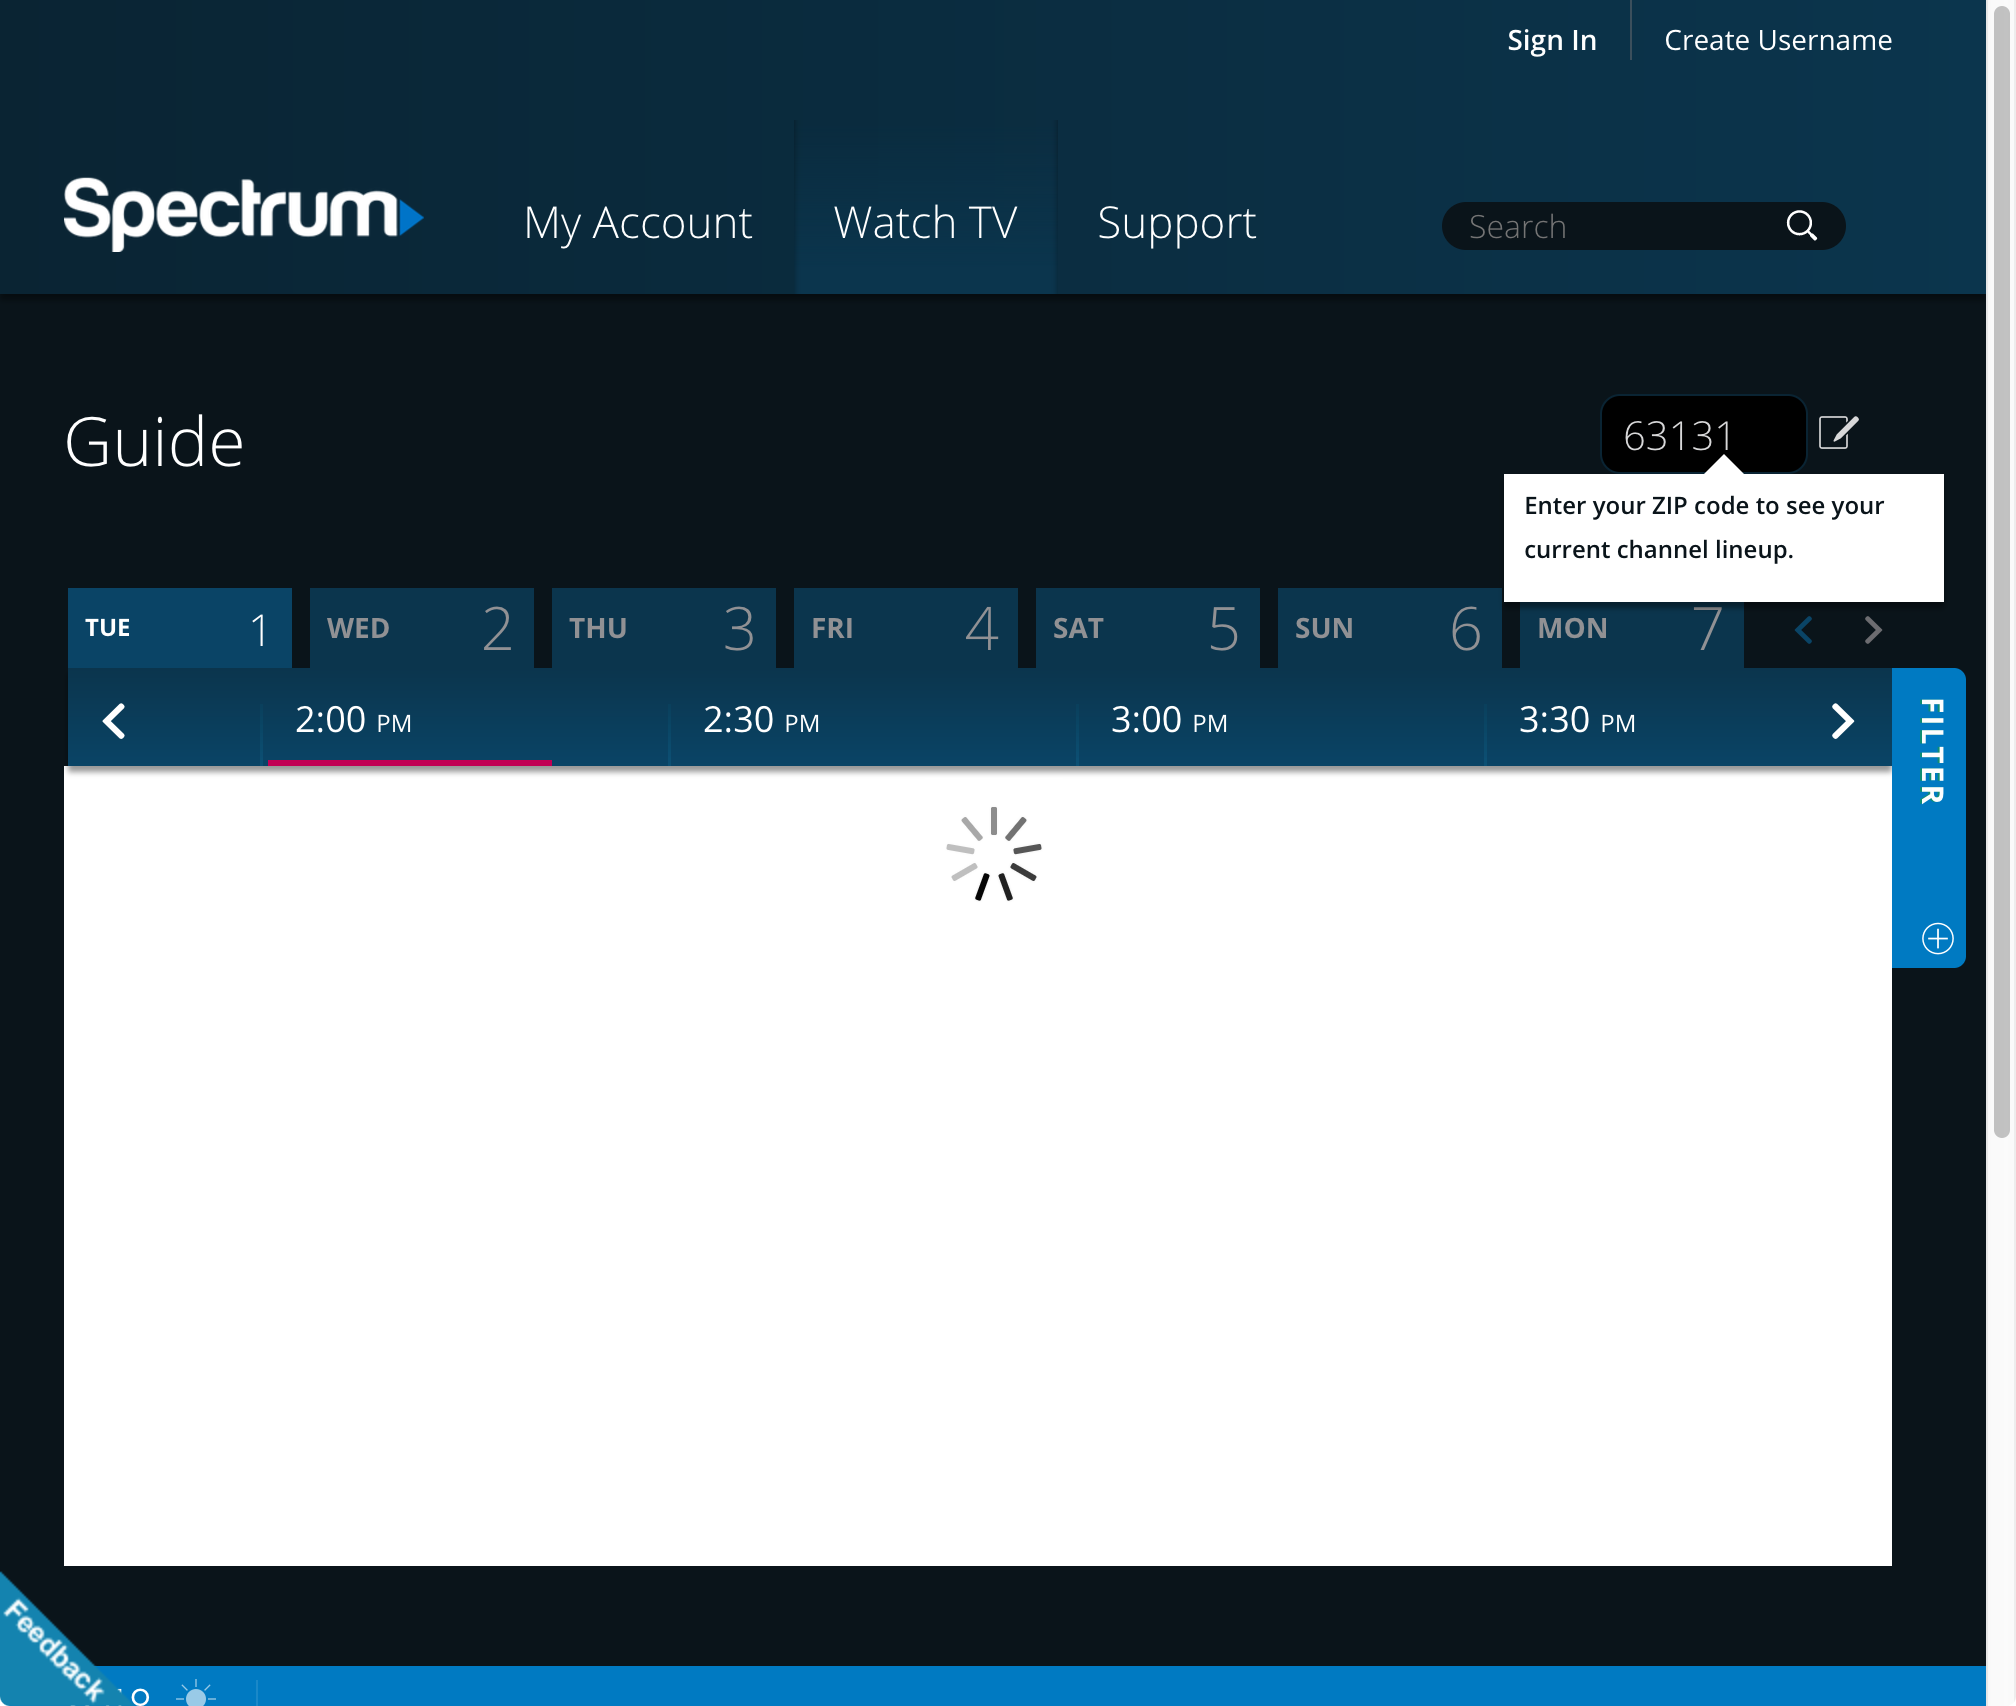 Sign In
Create Username
Spectrum
My Account
Watch TV
Support
Search
Guide
63131
Enter your ZIP code to see your
current channel lineup.
TUE 1
WED 2
THU 3
FRI 4
SAT 5
SUN 6
MON 7
2:00 PM
2:30 PM
3:00 PM
3:30 PM
FILTER
Feedback